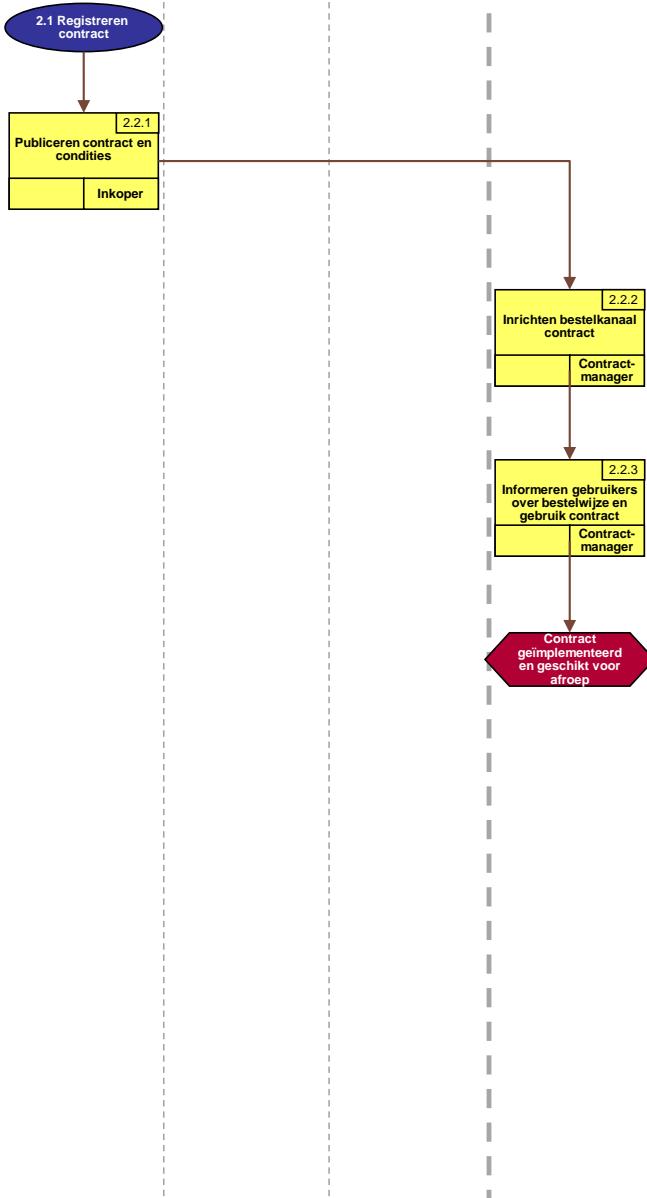 2.1 Registreren
contract
2.2.1
Publiceren contract en
condities
Inkoper
2.2.2
Inrichten bestelkanaal
contract
Contract-
manager
2.2.3
Informeren gebruikers
over bestelwijze en
gebruik contract
Contract-
manager
Contract
geïmplementeerd
en geschikt voor
afroep